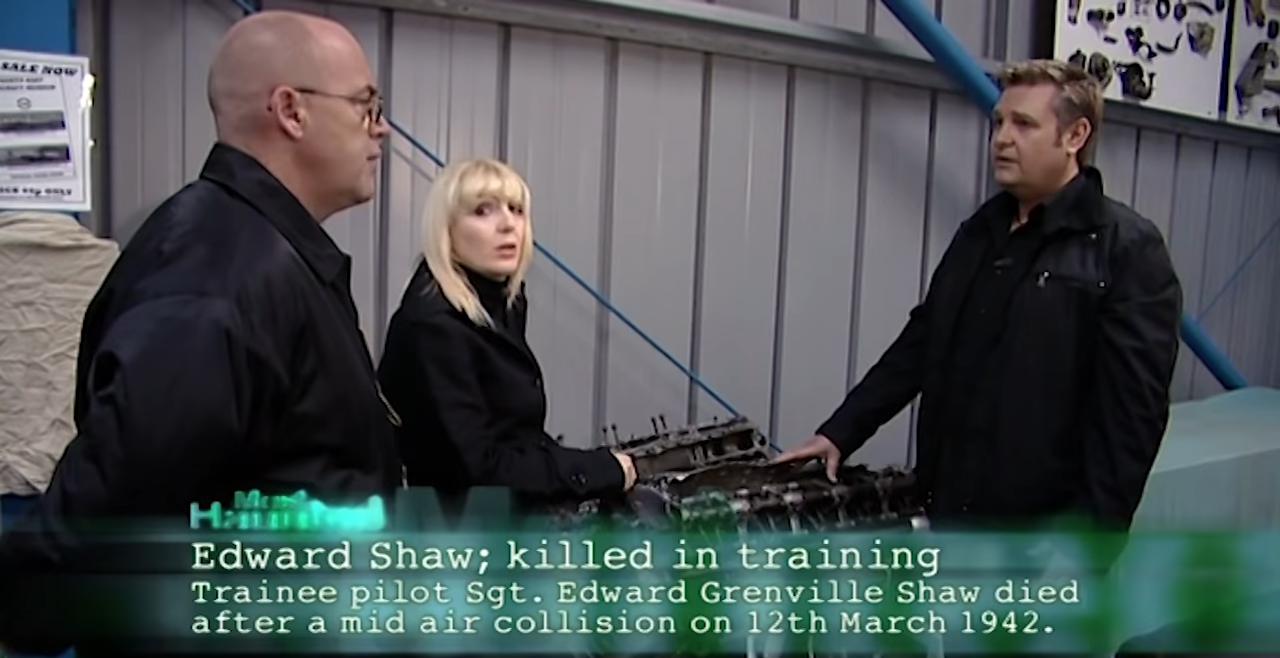 SALE NOW
Most
Haunted
Edward Shaw; killed in training
Trainee pilot Sgt. Edward Grenville Shaw died
after a mid air collision on 12th March 1942.